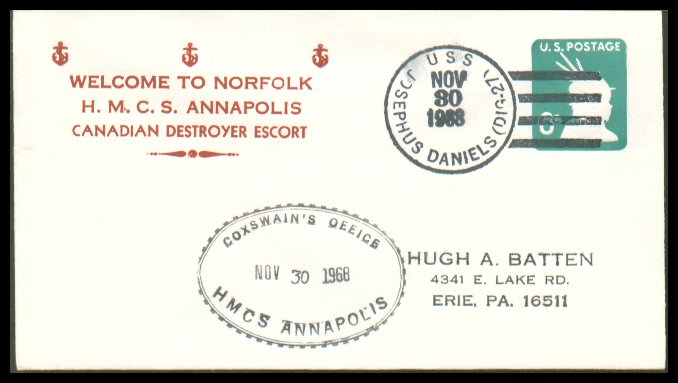 WELCOME TO NORFOLK
H. M. C. S. ANNAPOLIS
CANADIAN DESTROYER ESCORT
USS
JOSEPHUS DANIELS (DLG-27)
NOV
30
1968
U.S. POSTAGE
6¢
COXSWAIN'S OFFICE
NOV 30 1968
HMCS ANNAPOLIS
HUGH A. BATTEN
4341 E. LAKE RD.
ERIE, PA. 16511